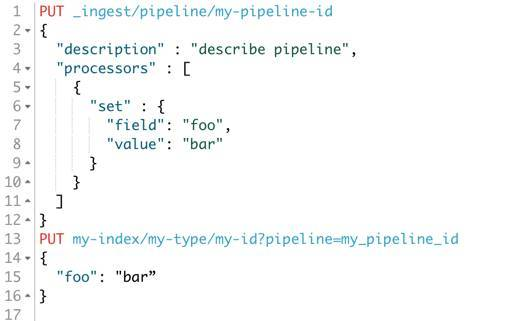 1 PUT _ingest/pipeline/my-pipeline-id
2 {
3 "description" : "describe pipeline",
4 "processors" : [
5 {
6 "set" : {
7 "field": "foo",
8 "value": "bar"
9 }
10 }
11 ]
12 }
13 PUT my-index/my-type/my-id?pipeline=my_pipeline_id
14 {
15 "foo": "bar”
16 }
17